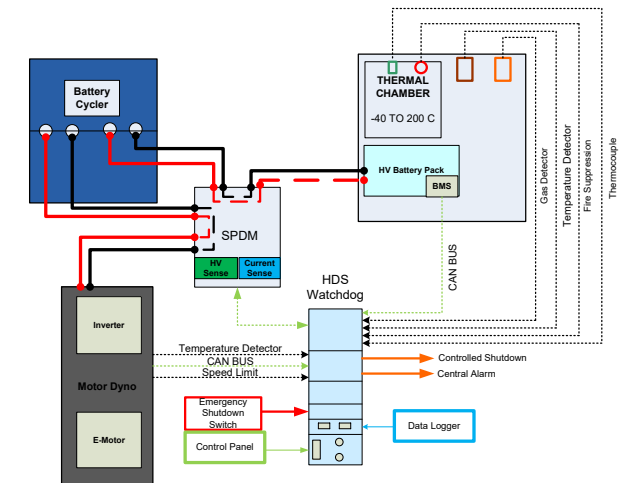 Battery
Cycler
THERMAL
CHAMBER
-40 TO 200 C
HV Battery Pack
BMS
Gas Detector
Temperature Detector
Fire Suppression
Thermocouple
SPDM
HV
Sense
Current
Sense
CAN BUS
HDS
Watchdog
Inverter
Motor Dyno
E-Motor
Temperature Detector
CAN BUS
Speed Limit
Controlled Shutdown
Central Alarm
Emergency
Shutdown
Switch
Control Panel
Data Logger